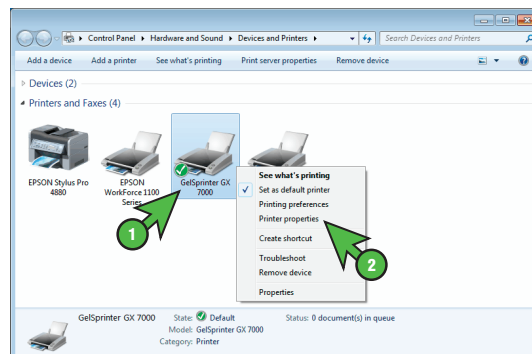 Control Panel Hardware and Sound Devices and Printers Search Devices and Printers
Add a device Add a printer See what's printing Print server properties Remove device
Devices (2)
Printers and Faxes (4)
EPSON Stylus Pro
4880
EPSON
WorkForce 1100
Series
GelSprinter GX
7000
See what's printing
Set as default printer
Printing preferences
Printer properties
Create shortcut
Troubleshoot
Remove device
Properties
1
2
GelSprinter GX 7000 State: Default Status: 0 document(s) in queue
Model: GelSprinter GX 7000
Category: Printer